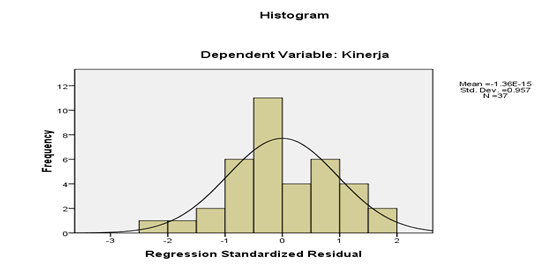 Histogram
Dependent Variable: Kinerja
Mean =-1.36E-15
Std. Dev. =0.957
N =37
Frequency
12
10
8
6
4
2
0
-3 -2 -1 0 1 2
Regression Standardized Residual